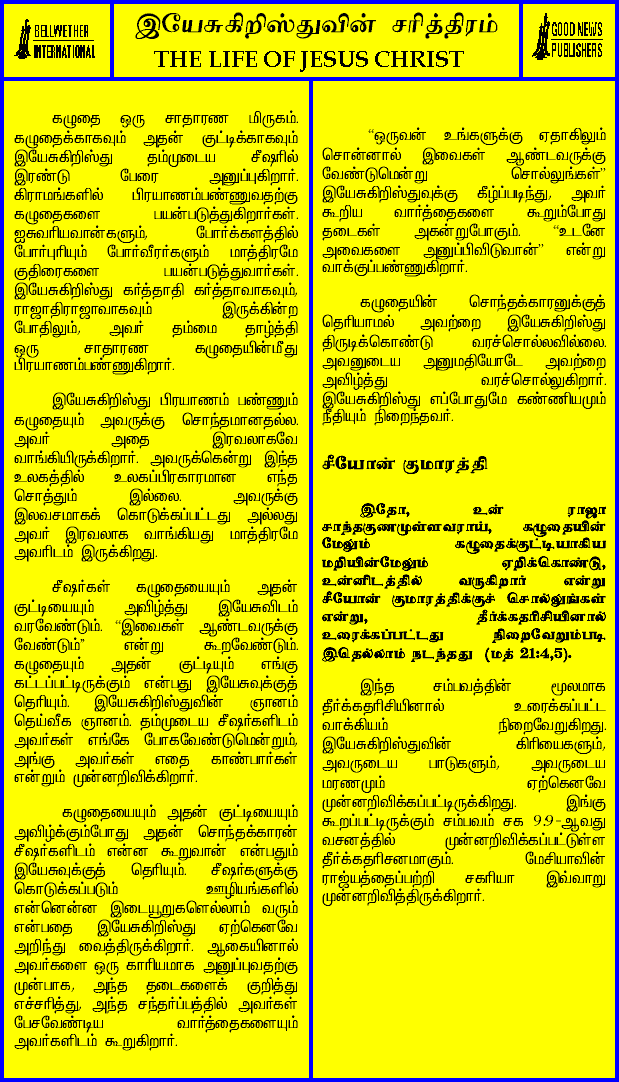 BELLWETHER
INTERNATIONAL
இயேசுகிறிஸ்துவின் சரித்திரம்
THE LIFE OF JESUS CHRIST
GOOD NEWS
PUBLISHERS
கழுதை ஒரு சாதாரண மிருகம்.
கழுதைக்காகவும் அதன் குட்டிக்காகவும்
இயேசுகிறிஸ்து தம்முடைய சீஷரில்
இரண்டு பேரை அனுப்புகிறார்.
கிராமங்களில் பிரயாணம்பண்ணுவதற்கு
கழுதைகளை பயன்படுத்துகிறார்கள்.
ஐசுவரியவான்களும், போர்க்களத்தில்
போர்புரியும் போர்வீரர்களும் மாத்திரமே
குதிரைகளை பயன்படுத்துவார்கள்.
இயேசுகிறிஸ்து கர்த்தாதி கர்த்தாவாகவும்,
ராஜாதிராஜாவாகவும் இருக்கின்ற
போதிலும், அவர் தம்மை தாழ்த்தி
ஒரு சாதாரண கழுதையின்மீது
பிரயாணம்பண்ணுகிறார்.
இயேசுகிறிஸ்து பிரயாணம் பண்ணும்
கழுதையும் அவருக்கு சொந்தமானதல்ல.
அவர் அதை இரவலாகவே
வாங்கியிருக்கிறார். அவருக்கென்று இந்த
உலகத்தில் உலகப்பிரகாரமான எந்த
சொத்தும் இல்லை. அவருக்கு
இலவசமாகக் கொடுக்கப்பட்டது அல்லது
அவர் இரவலாக வாங்கியது மாத்திரமே
அவரிடம் இருக்கிறது.
சீஷர்கள் கழுதையையும் அதன்
குட்டியையும் அவிழ்த்து இயேசுவிடம்
வரவேண்டும். “இவைகள் ஆண்டவருக்கு
வேண்டும்” என்று கூறவேண்டும்.
கழுதையும் அதன் குட்டியும் எங்கு
கட்டப்பட்டிருக்கும் என்பது இயேசுவுக்குத்
தெரியும். இயேசுகிறிஸ்துவின் ஞானம்
தெய்வீக ஞானம். தம்முடைய சீஷர்களிடம்
அவர்கள் எங்கே போகவேண்டுமென்றும்,
அங்கு அவர்கள் எதை காண்பார்கள்
என்றும் முன்னறிவிக்கிறார்.
கழுதையையும் அதன் குட்டியையும்
அவிழ்க்கும்போது அதன் சொந்தக்காரன்
சீஷர்களிடம் என்ன கூறுவான் என்பதும்
இயேசுவுக்குத் தெரியும். சீஷர்களுக்கு
கொடுக்கப்படும் ஊழியங்களில்
என்னென்ன இடையூறுகளெல்லாம் வரும்
என்பதை இயேசுகிறிஸ்து ஏற்கெனவே
அறிந்து வைத்திருக்கிறார். ஆகையினால்
அவர்களை ஒரு காரியமாக அனுப்புவதற்கு
முன்பாக, அந்த தடைகளைக் குறித்து
எச்சரித்து, அந்த சந்தர்ப்பத்தில் அவர்கள்
பேசவேண்டிய வார்த்தைகளையும்
அவர்களிடம் கூறுகிறார்.
“ஒருவன் உங்களுக்கு ஏதாகிலும்
சொன்னால் இவைகள் ஆண்டவருக்கு
வேண்டுமென்று சொல்லுங்கள்”
இயேசுகிறிஸ்துவுக்கு கீழ்ப்படிந்து, அவர்
கூறிய வார்த்தைகளை கூறும்போது
தடைகள் அகன்றுபோகும். “உடனே
அவைகளை அனுப்பிவிடுவான்” என்று
வாக்குப்பண்ணுகிறார்.
கழுதையின் சொந்தக்காரனுக்குத்
தெரியாமல் அவற்றை இயேசுகிறிஸ்து
திருடிக்கொண்டு வரச்சொல்லவில்லை.
அவனுடைய அனுமதியோடே அவற்றை
அவிழ்த்து வரச்சொல்லுகிறார்.
இயேசுகிறிஸ்து எப்போதுமே கண்ணியமும்
நீதியும் நிறைந்தவர்.
சீயோன் குமாரத்தி
இதோ, உன் ராஜா
சாந்தகுணமுள்ளவராய், கழுதையின்
மேலும் கழுதைக்குட்டியாகிய
மறியின்மேலும் ஏறிக்கொண்டு,
உன்னிடத்தில் வருகிறார் என்று
சீயோன் குமாரத்திக்குச் சொல்லுங்கள்
என்று, தீர்க்கதரிசியினால்
உரைக்கப்பட்டது நிறைவேறும்படி
இதெல்லாம் நடந்தது (மத் 21:4,5).
இந்த சம்பவத்தின் மூலமாக
தீர்க்கதரிசியினால் உரைக்கப்பட்ட
வாக்கியம் நிறைவேறுகிறது.
இயேசுகிறிஸ்துவின் கிரியைகளும்,
அவருடைய பாடுகளும், அவருடைய
மரணமும் ஏற்கெனவே
முன்னறிவிக்கப்பட்டிருக்கிறது. இங்கு
கூறப்பட்டிருக்கும் சம்பவம் சக 9:9-ஆவது
வசனத்தில் முன்னறிவிக்கப்பட்டுள்ள
தீர்க்கதரிசனமாகும். மேசியாவின்
ராஜ்யத்தைப்பற்றி சகரியா இவ்வாறு
முன்னறிவித்திருக்கிறார்.